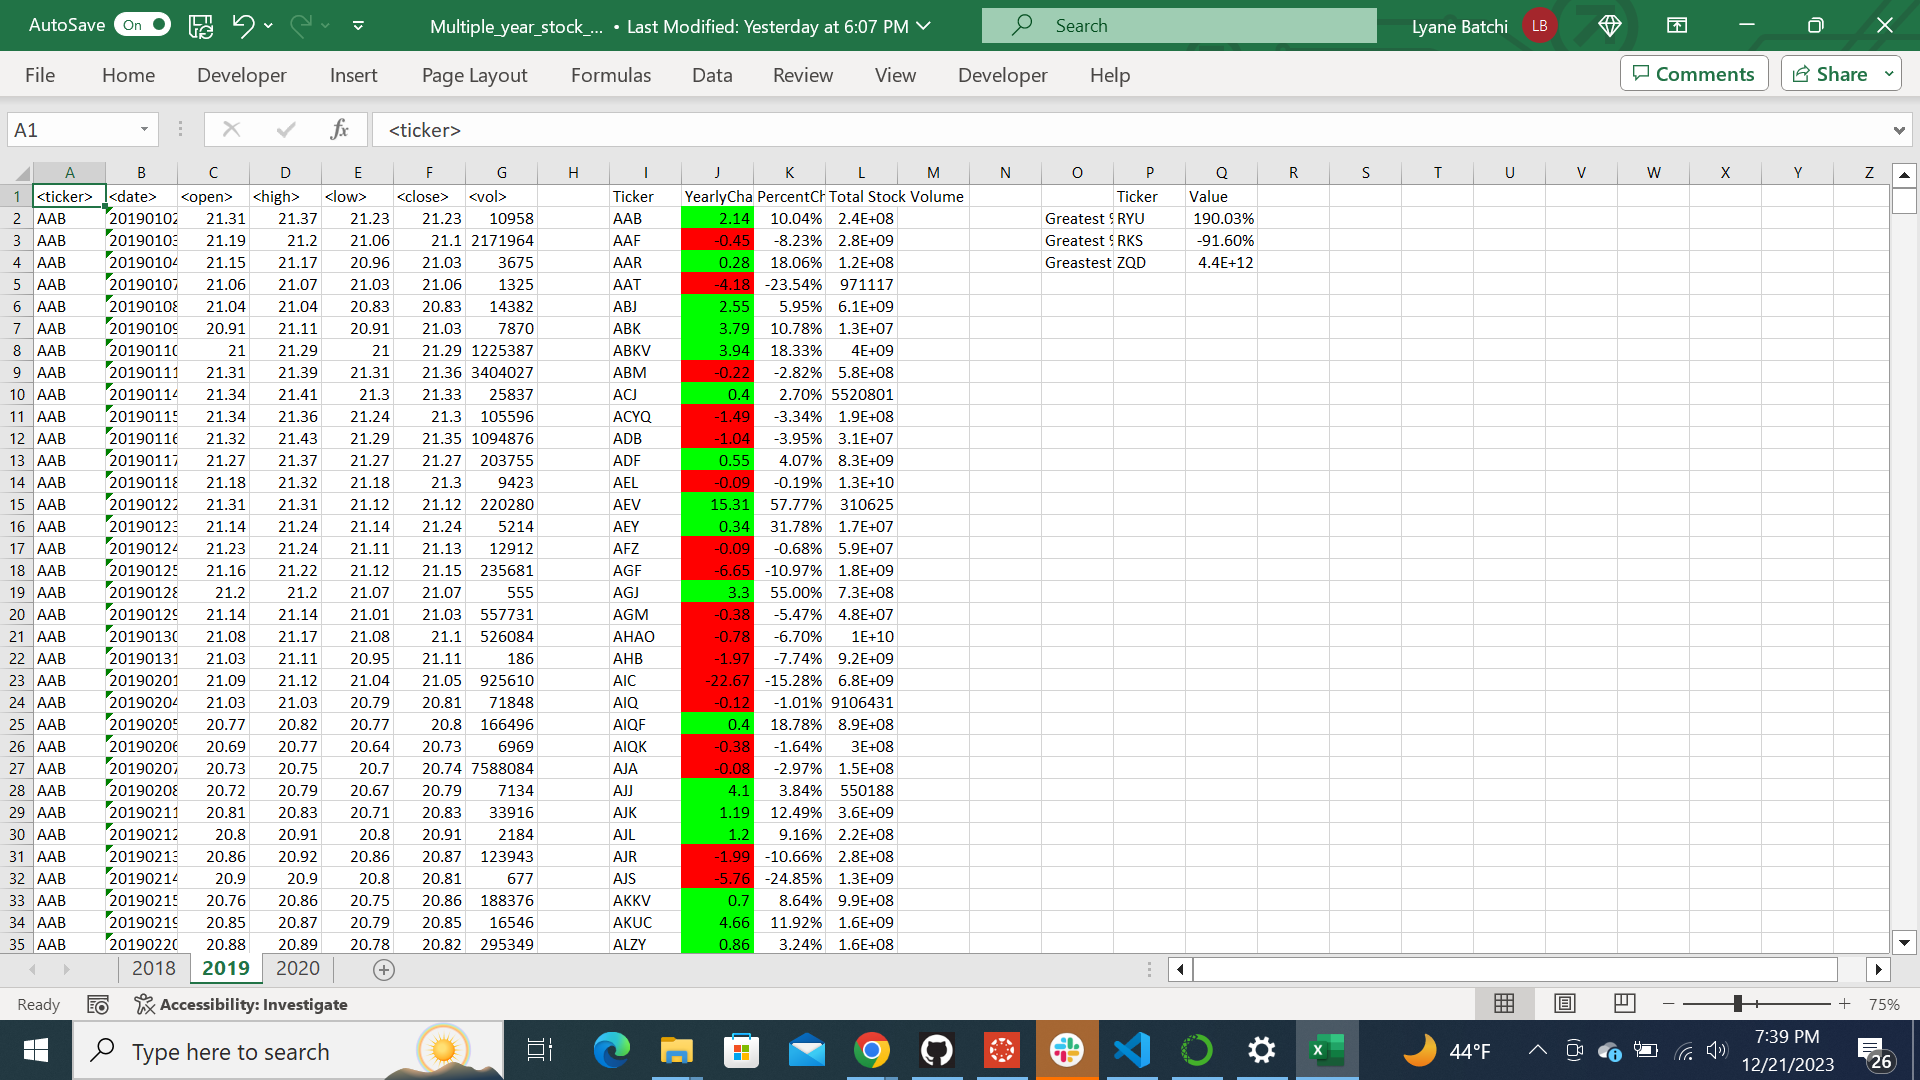 AutoSave On Multiple_year_stock_... • Last Modified: Yesterday at 6:07 PM Search Lyane Batchi LB
File Home Developer Insert Page Layout Formulas Data Review View Developer Help Comments Share
A1 fx <ticker>
A B C D E F G H I J K L M N O P Q R S T U V W X Y Z
1 <ticker> <date> <open> <high> <low> <close> <vol> Ticker YearlyCha PercentCh Total Stock Volume Ticker Value
2 AAB 20190102 21.31 21.37 21.23 21.23 10958 AAB 2.14 10.04% 2.4E+08 Greatest % RYU 190.03%
3 AAB 20190103 21.19 21.2 21.06 21.1 2171964 AAF -0.45 -8.23% 2.8E+09 Greatest % RKS -91.60%
4 AAB 20190104 21.15 21.17 20.96 21.03 3675 AAR 0.28 18.06% 1.2E+08 Greastest ZQD 4.4E+12
5 AAB 20190107 21.06 21.07 21.03 21.06 1325 AAT -4.18 -23.54% 971117
6 AAB 20190108 21.04 21.04 20.83 20.83 14382 ABJ 2.55 5.95% 6.1E+09
7 AAB 20190109 20.91 21.11 20.91 21.03 7870 ABK 3.79 10.78% 1.3E+07
8 AAB 20190110 21 21.29 21 21.29 1225387 ABKV 3.94 18.33% 4E+09
9 AAB 20190111 21.31 21.39 21.31 21.36 3404027 ABM -0.22 -2.82% 5.8E+08
10 AAB 20190114 21.34 21.41 21.3 21.33 25837 ACJ 0.4 2.70% 5520801
11 AAB 20190115 21.34 21.36 21.24 21.3 105596 ACYQ -1.49 -3.34% 1.9E+08
12 AAB 20190116 21.32 21.43 21.29 21.35 1094876 ADB -1.04 -3.95% 3.1E+07
13 AAB 20190117 21.27 21.37 21.27 21.27 203755 ADF 0.55 4.07% 8.3E+09
14 AAB 20190118 21.18 21.32 21.18 21.3 9423 AEL -0.09 -0.19% 1.3E+10
15 AAB 20190122 21.31 21.31 21.12 21.12 220280 AEV 15.31 57.77% 310625
16 AAB 20190123 21.14 21.24 21.14 21.24 5214 AEY 0.34 31.78% 1.7E+07
17 AAB 20190124 21.23 21.24 21.11 21.13 12912 AFZ -0.09 -0.68% 5.9E+07
18 AAB 20190125 21.16 21.22 21.12 21.15 235681 AGF -6.65 -10.97% 1.8E+09
19 AAB 20190128 21.2 21.2 21.07 21.07 555 AGJ 3.3 55.00% 7.3E+08
20 AAB 20190129 21.14 21.14 21.01 21.03 557731 AGM -0.38 -5.47% 4.8E+07
21 AAB 20190130 21.08 21.17 21.08 21.1 526084 AHAO -0.78 -6.70% 1E+10
22 AAB 20190131 21.03 21.11 20.95 21.11 186 AHB -1.97 -7.74% 9.2E+09
23 AAB 20190201 21.09 21.12 21.04 21.05 925610 AIC -22.67 -15.28% 6.8E+09
24 AAB 20190204 21.03 21.03 20.79 20.81 71848 AIQ -0.12 -1.01% 9106431
25 AAB 20190205 20.77 20.82 20.77 20.8 166496 AIQF 0.4 18.78% 8.9E+08
26 AAB 20190206 20.69 20.77 20.64 20.73 6969 AIQK -0.38 -1.64% 3E+08
27 AAB 20190207 20.73 20.75 20.7 20.74 7588084 AJA -0.08 -2.97% 1.5E+08
28 AAB 20190208 20.72 20.79 20.67 20.79 7134 AJJ 4.1 3.84% 550188
29 AAB 20190211 20.81 20.83 20.71 20.83 33916 AJK 1.19 12.49% 3.6E+09
30 AAB 20190212 20.8 20.91 20.8 20.91 2184 AJL 1.2 9.16% 2.2E+08
31 AAB 20190213 20.86 20.92 20.86 20.87 123943 AJR -1.99 -10.66% 2.8E+08
32 AAB 20190214 20.9 20.9 20.8 20.81 677 AJS -5.76 -24.85% 1.3E+09
33 AAB 20190215 20.76 20.86 20.75 20.86 188376 AKKV 0.7 8.64% 9.9E+08
34 AAB 20190219 20.85 20.87 20.79 20.85 16546 AKUC 4.66 11.92% 1.6E+09
35 AAB 20190220 20.88 20.89 20.78 20.82 295349 ALZY 0.86 3.24% 1.6E+08
2018 2019 2020
Ready Accessibility: Investigate 75%
Type here to search 44°F 7:39 PM
12/21/2023 26